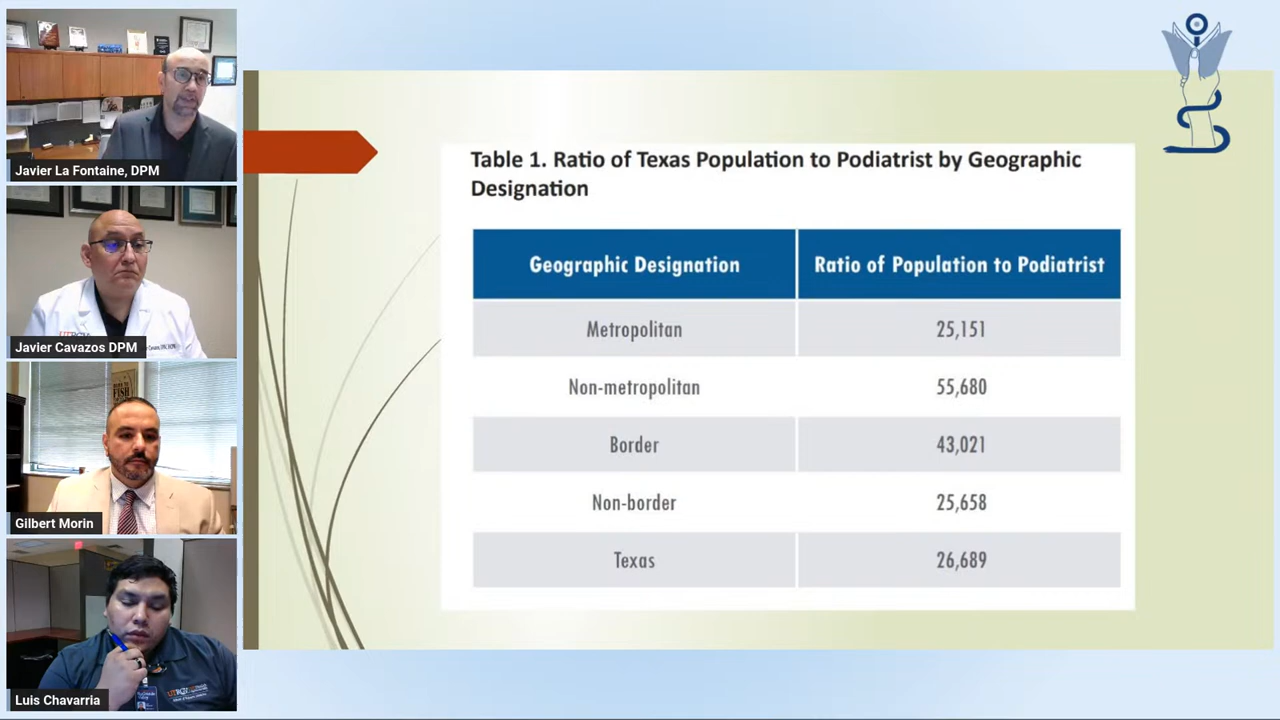 Javier La Fontaine, DPM
Javier Cavazos DPM
Gilbert Morin
Luis Chavarria
Table 1. Ratio of Texas Population to Podiatrist by Geographic
Designation
Geographic Designation
Ratio of Population to Podiatrist
Metropolitan
25,151
Non-metropolitan
55,680
Border
43,021
Non-border
25,658
Texas
26,689